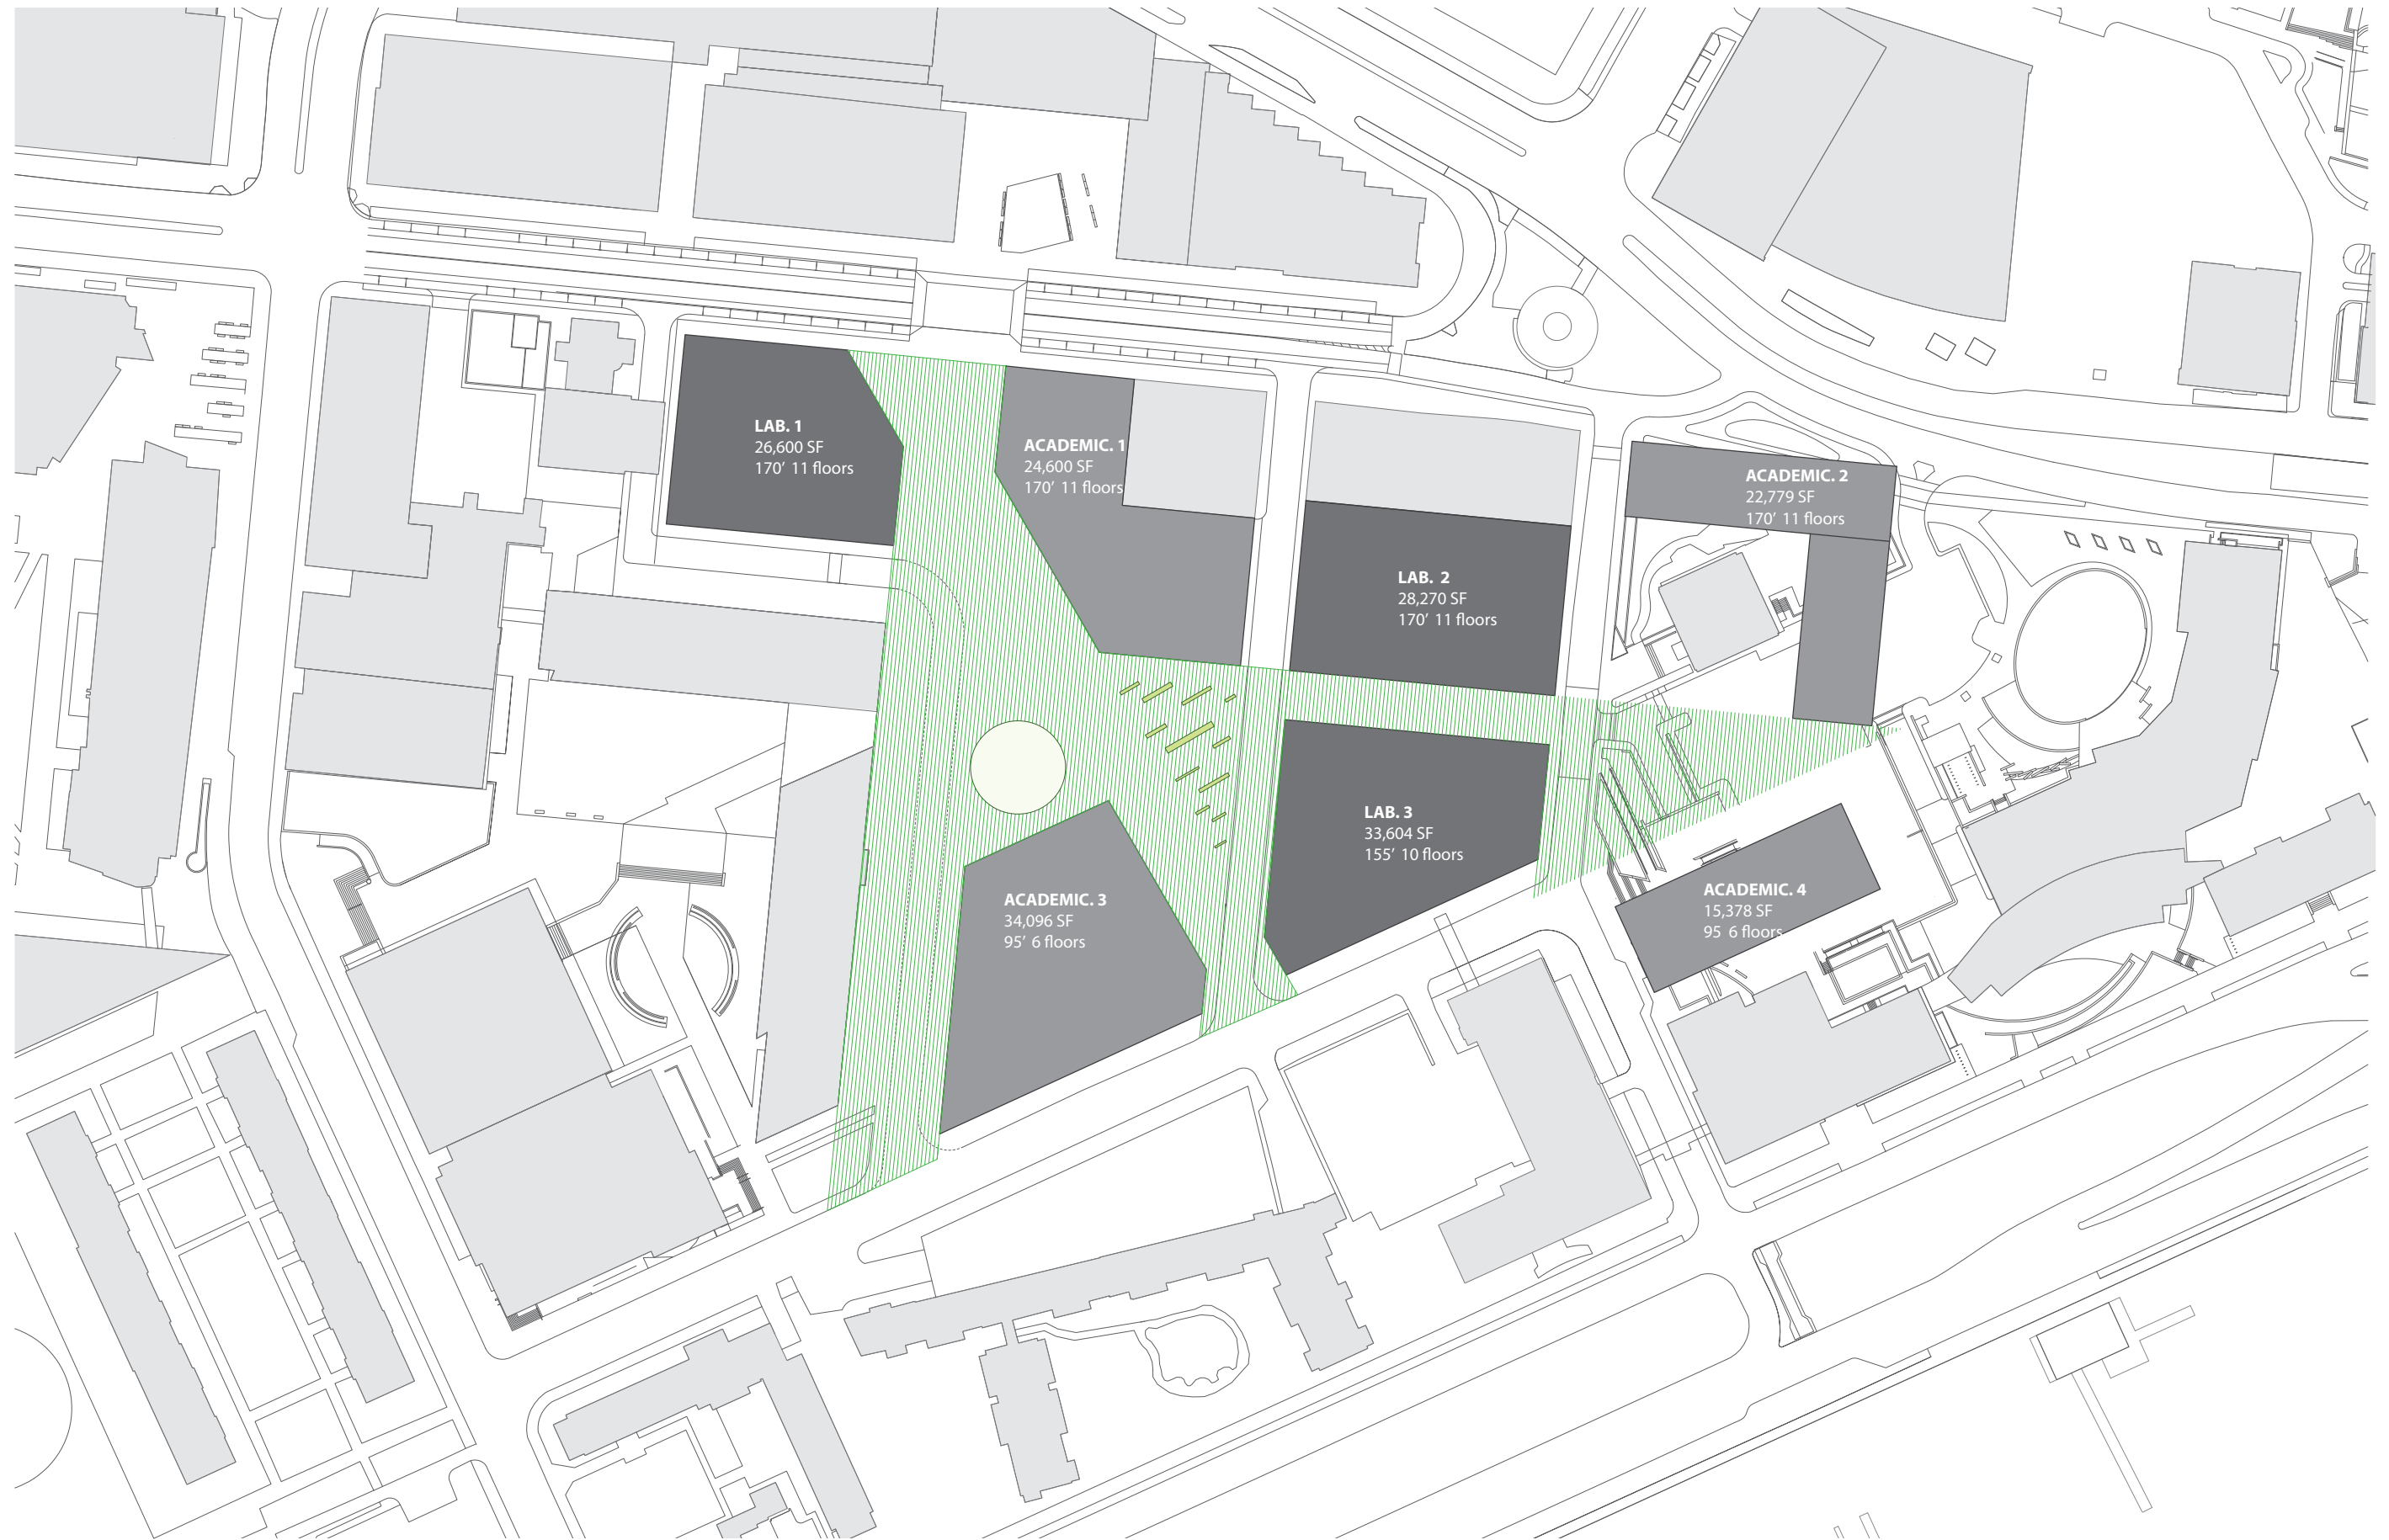 LAB. 1
26,600 SF
170' 11 floors
ACADEMIC. 1
24,600 SF
170' 11 floors
ACADEMIC. 2
22,779 SF
170' 11 floors
LAB. 2
28,270 SF
170' 11 floors
LAB. 3
33,604 SF
155' 10 floors
ACADEMIC. 3
34,096 SF
95' 6 floors
ACADEMIC. 4
15,378 SF
95 6 floors